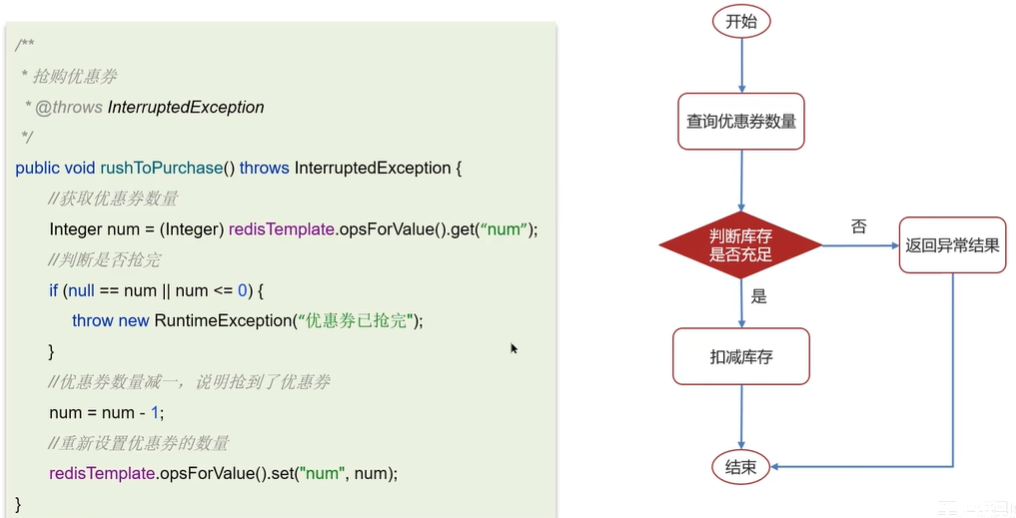 /**
* 抢购优惠券
* @throws InterruptedException
*/
public void rushToPurchase() throws InterruptedException {
//获取优惠券数量
Integer num = (Integer) redisTemplate.opsForValue().get(“num”);
//判断是否抢完
if (null == num || num <= 0) {
throw new RuntimeException(“优惠券已抢完");
}
//优惠券数量减一，说明抢到了优惠券
num = num - 1;
//重新设置优惠券的数量
redisTemplate.opsForValue().set("num", num);
}
开始
查询优惠券数量
判断库存
是否充足
否
返回异常结果
是
扣减库存
结束